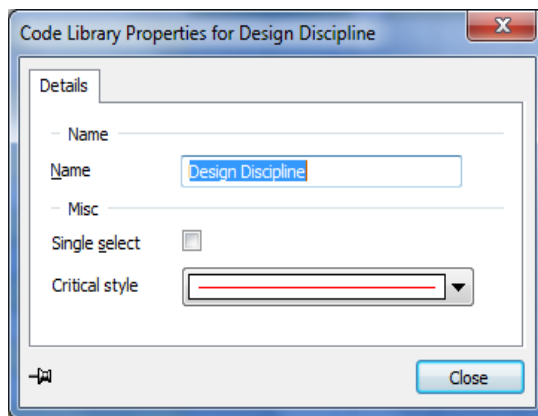 Code Library Properties for Design Discipline
Details
Name
Name Design Discipline
Misc
Single select
Critical style
Close